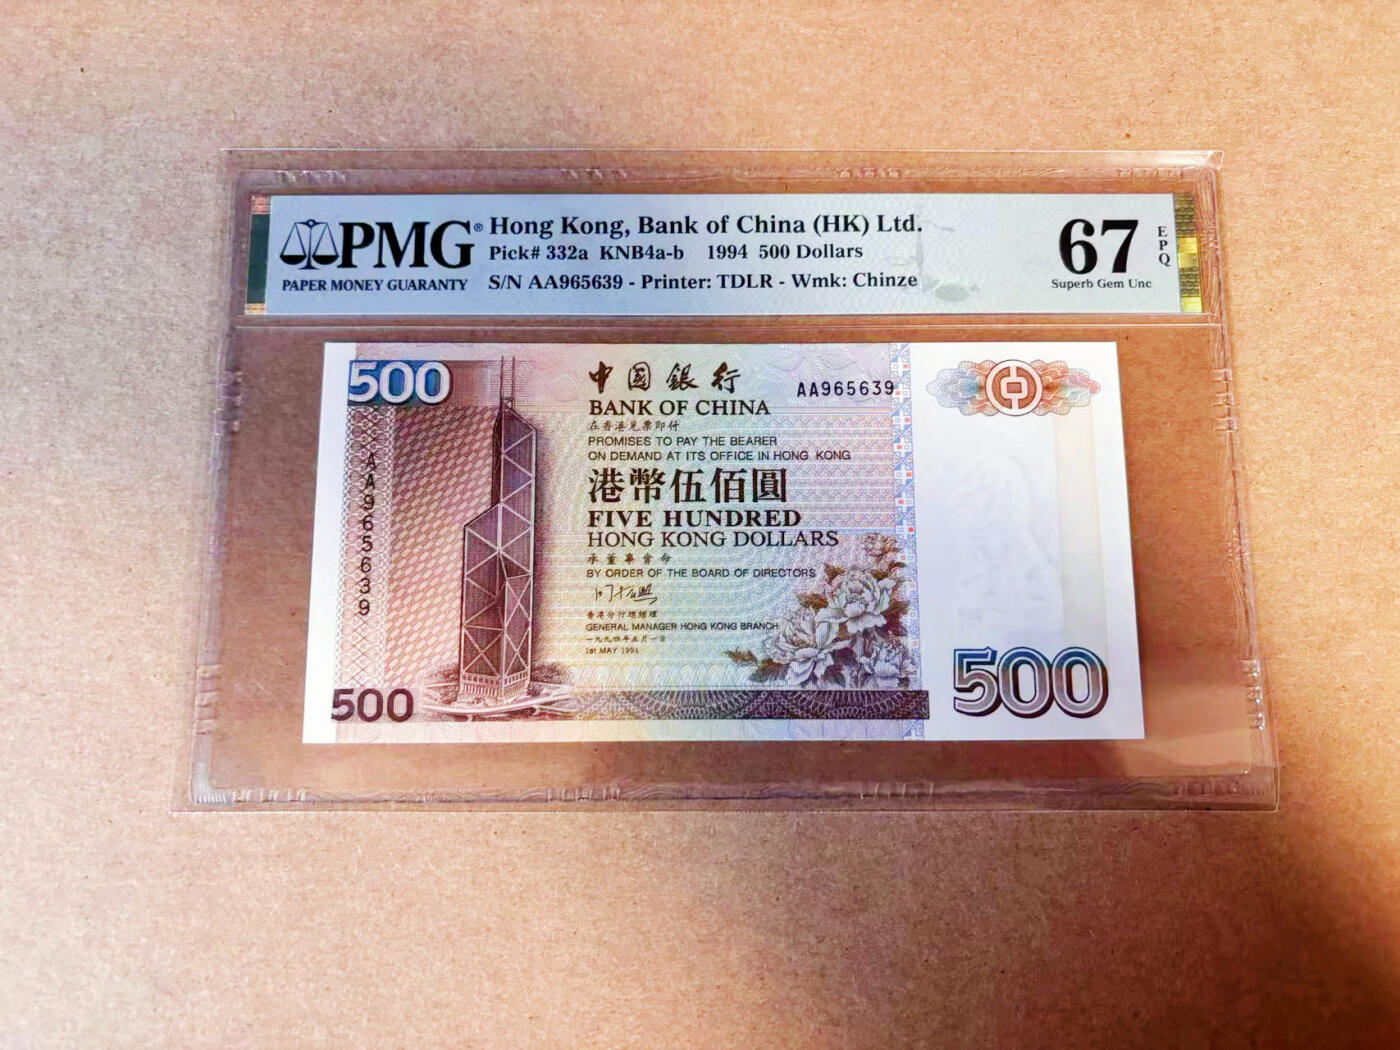 PMG®
PAPER MONEY GUARANTY
Hong Kong, Bank of China (HK) Ltd.
Pick# 332a KNB4a-b 1994 500 Dollars
S/N AA965639 - Printer: TDLR - Wmk: Chinze
67
EPQ
Superb Gem Unc
500
中國銀行
AA965639
BANK OF CHINA
在香港兌票即付
PROMISES TO PAY THE BEARER
ON DEMAND AT ITS OFFICE IN HONG KONG
港幣伍佰圓
FIVE HUNDRED
HONG KONG DOLLARS
承董事會命
BY ORDER OF THE BOARD OF DIRECTORS
香港分行總經理
GENERAL MANAGER HONG KONG BRANCH
一九九四年五月一日
1st MAY 1994
AA965639
500
500